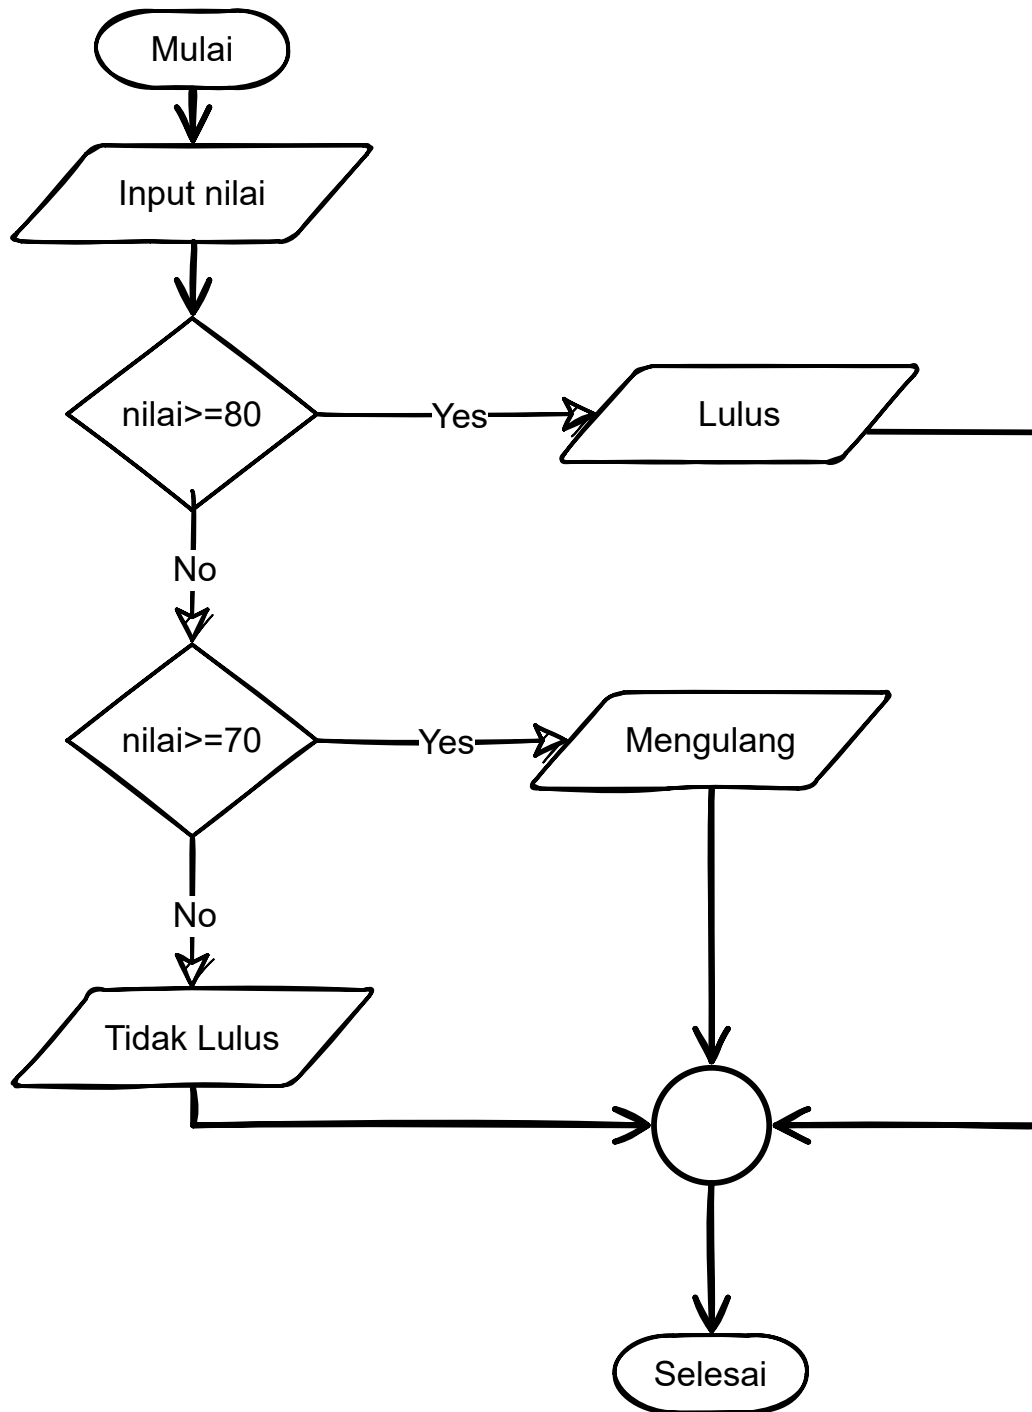 Mulai
Input nilai
nilai>=80
Yes
Lulus
No
nilai>=70
Yes
Mengulang
No
Tidak Lulus
Selesai